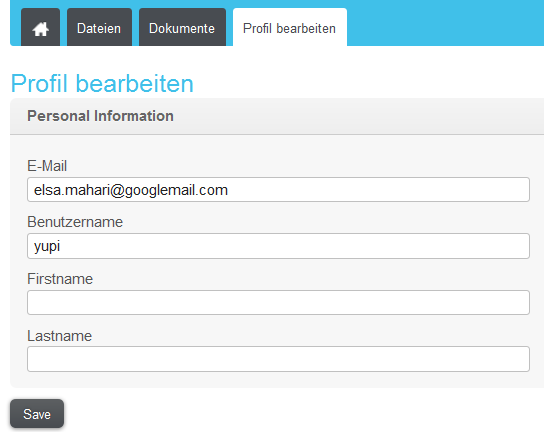 Dateien Dokumente Profil bearbeiten
Profil bearbeiten
Personal Information
E-Mail
elsa.mahari@googlemail.com
Benutzername
yupi
Firstname
Lastname
Save